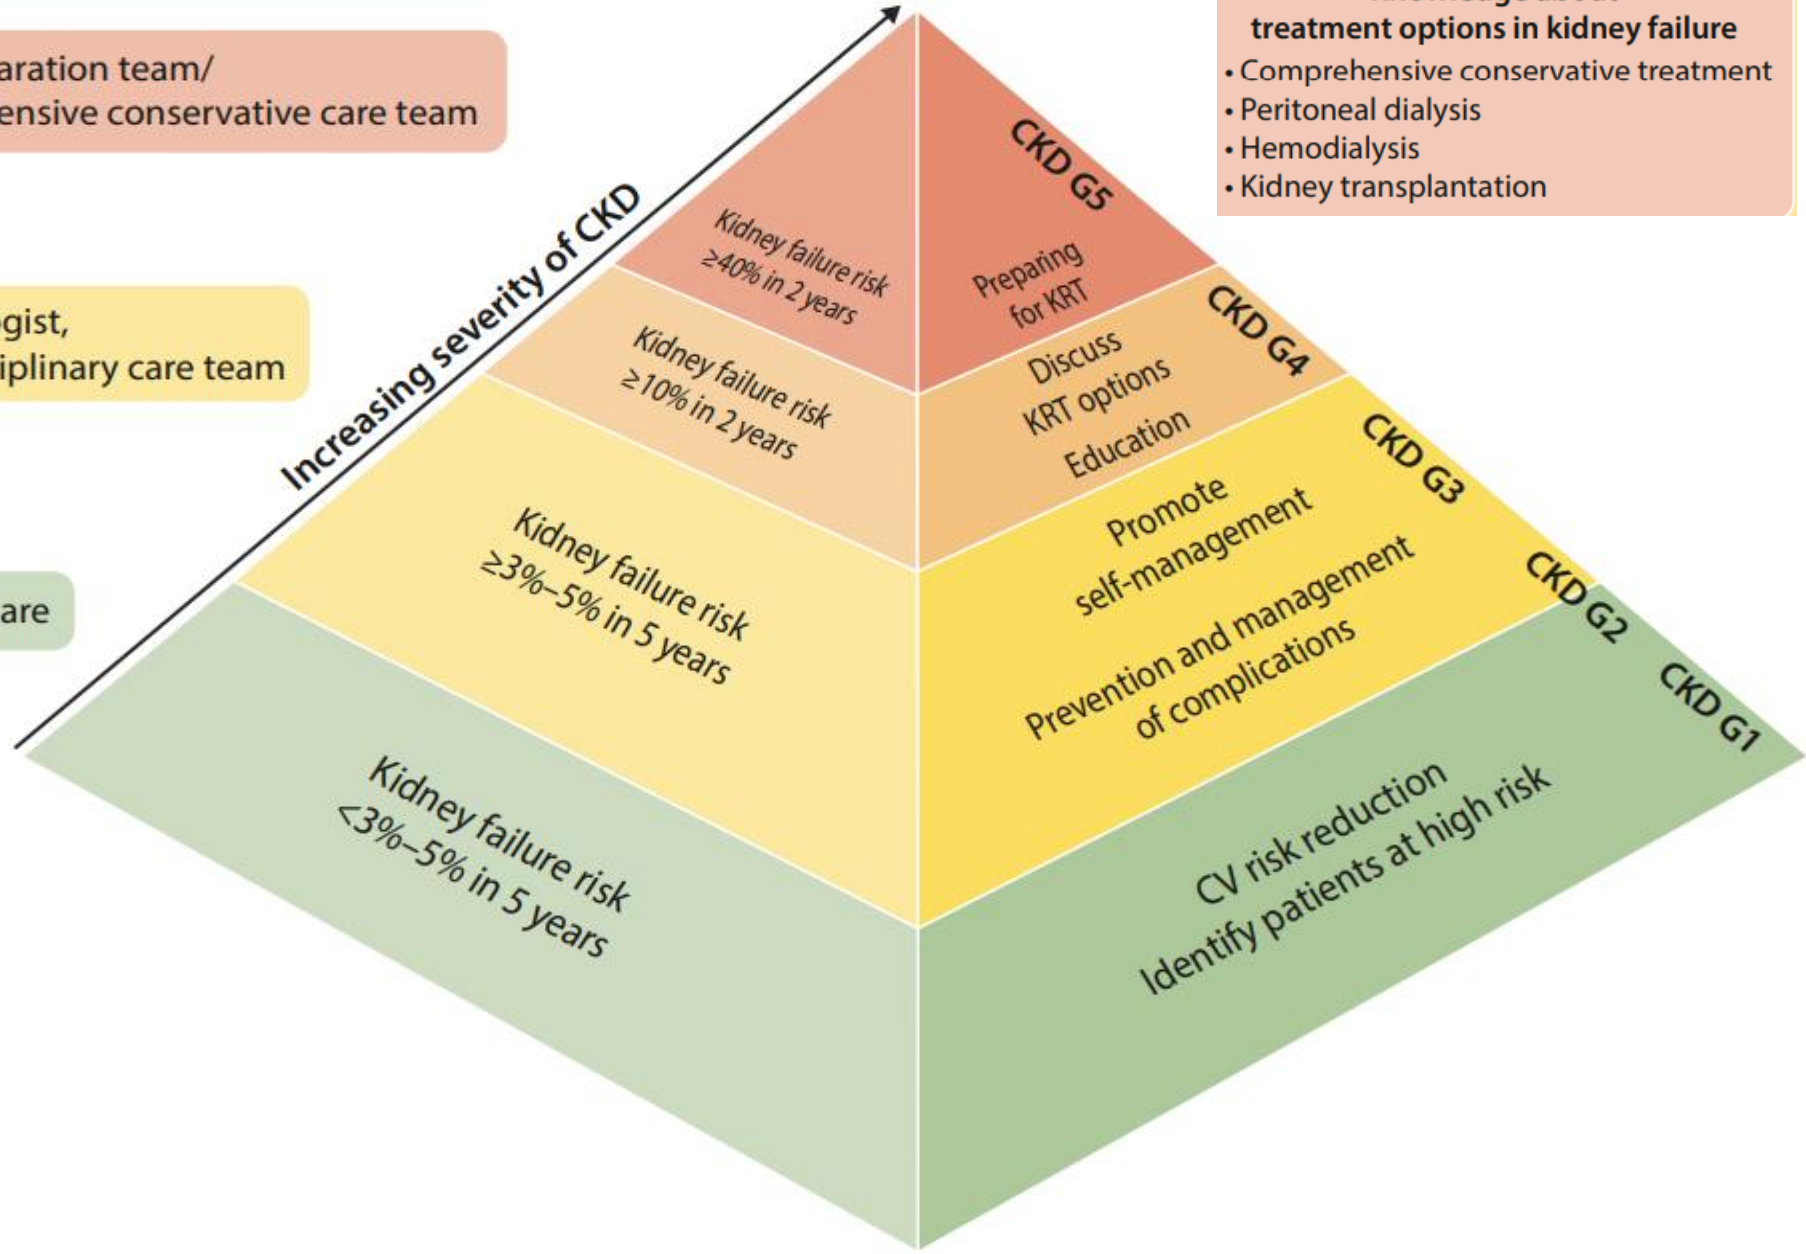 aration team/
ensive conservative care team
gist,
iplinary care team
are
Increasing severity of CKD
Kidney failure risk
≥40% in 2 years
Kidney failure risk
≥10% in 2 years
Kidney failure risk
≥3%–5% in 5 years
Kidney failure risk
<3%–5% in 5 years
CKD G5
Preparing
for KRT
CKD G4
Discuss
KRT options
Education
CKD G3
Promote
self-management
Prevention and management
of complications
CKD G2
CKD G1
CV risk reduction
Identify patients at high risk
treatment options in kidney failure
• Comprehensive conservative treatment
• Peritoneal dialysis
• Hemodialysis
• Kidney transplantation